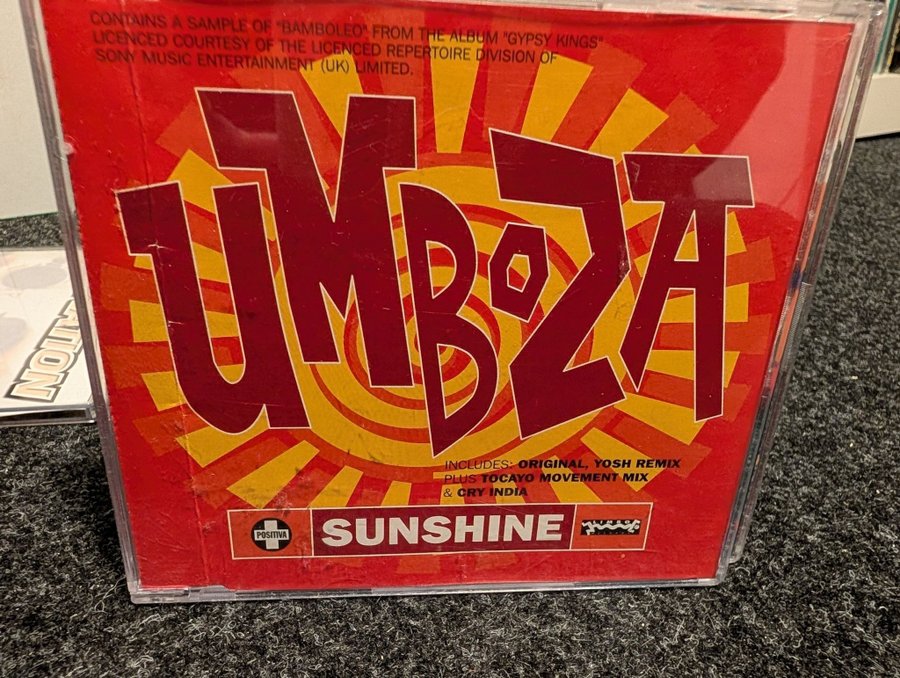 CONTAINS A SAMPLE OF "BAMBOLEO" FROM THE ALBUM "GYPSY KINGS"
LICENCED COURTESY OF THE LICENCED REPERTOIRE DIVISION OF
SONY MUSIC ENTERTAINMENT (UK) LIMITED.
UMBOZA
INCLUDES: ORIGINAL, YOSH REMIX
PLUS TOCAYO MOVEMENT MIX
& CRY INDIA
POSITIVA
SUNSHINE